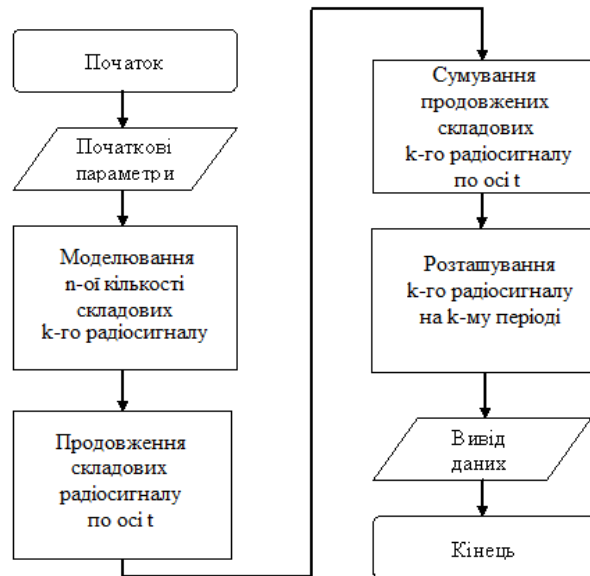 Початок
Початкові
параметри
Моделювання
n-ої кількості
складових
k-го радіосигналу
Продовження
складових
радіосигналу
по осі t
Сумування
продовжених
складових
k-го радіосигналу
по осі t
Розташування
k-го радіосигналу
на k-му періоді
Вивід
даних
Кінець